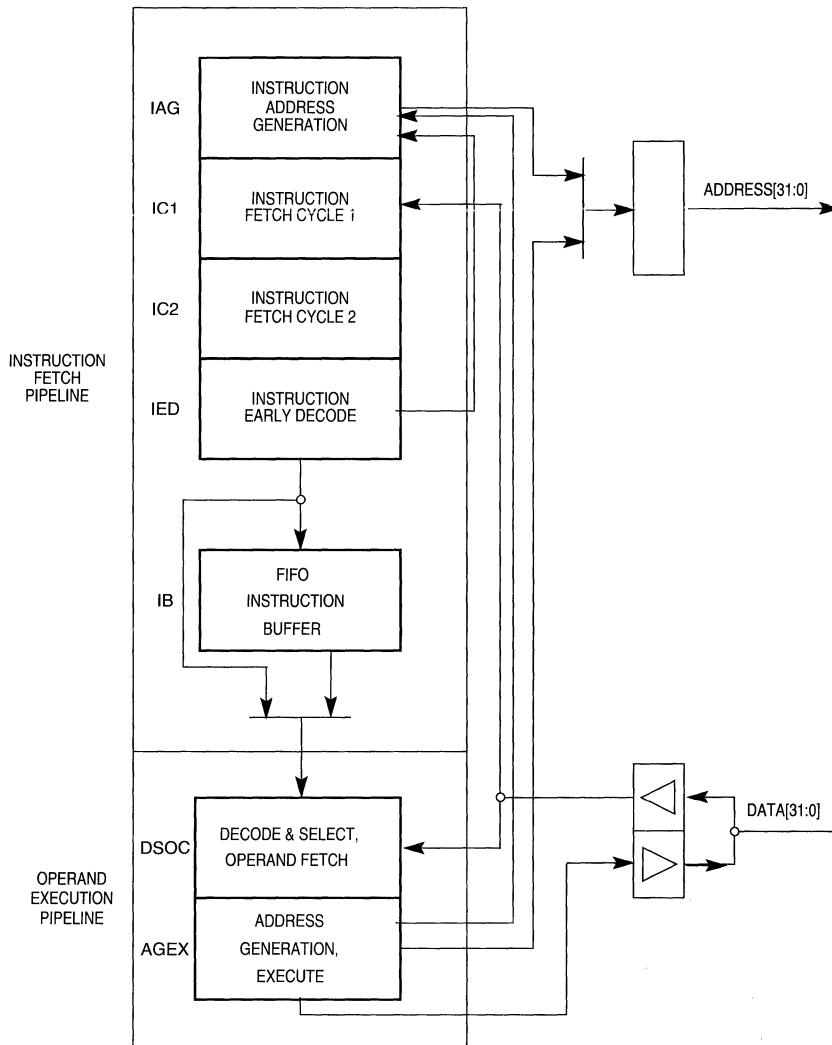 IAG
INSTRUCTION
ADDRESS
GENERATION
IC1
INSTRUCTION
FETCH CYCLE 1
ADDRESS[31:0]
IC2
INSTRUCTION
FETCH CYCLE 2
INSTRUCTION
FETCH
PIPELINE
IED
INSTRUCTION
EARLY DECODE
IB
FIFO
INSTRUCTION
BUFFER
DSOC
DECODE & SELECT,
OPERAND FETCH
DATA[31:0]
OPERAND
EXECUTION
PIPELINE
AGEX
ADDRESS
GENERATION,
EXECUTE